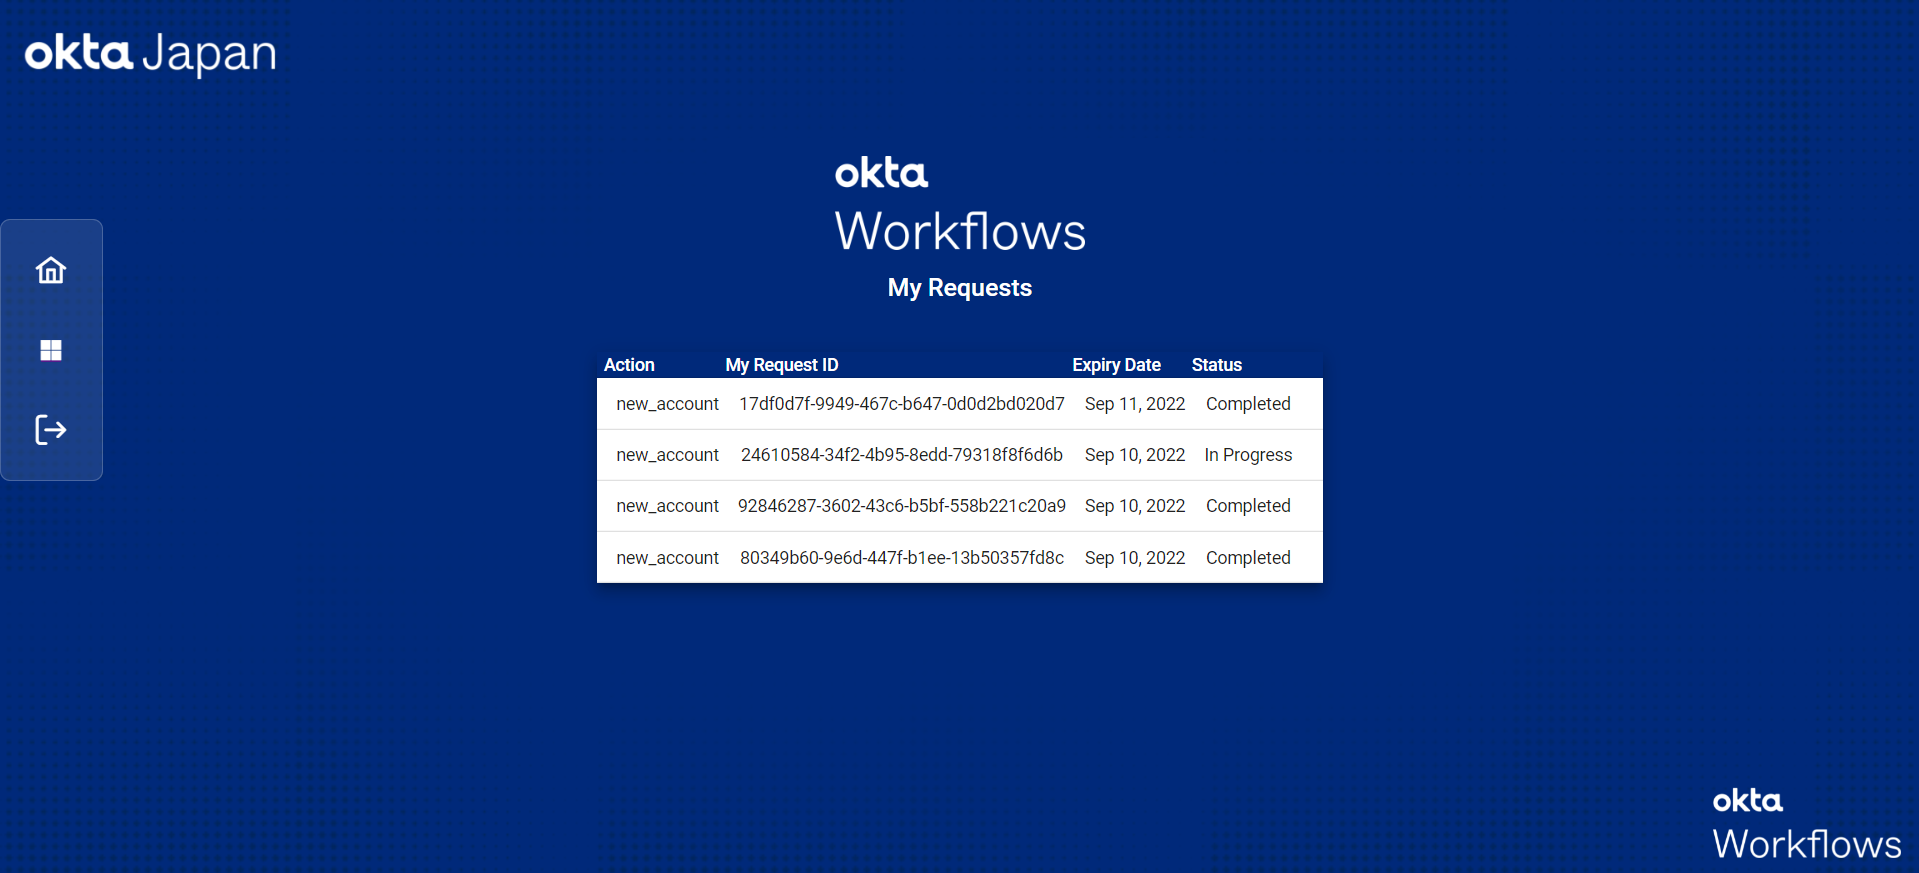 okta Japan
okta
Workflows
My Requests
Action My Request ID Expiry Date Status
new_account 17df0d7f-9949-467c-b647-0d0d2bd020d7 Sep 11, 2022 Completed
new_account 24610584-34f2-4b95-8edd-79318f8f6d6b Sep 10, 2022 In Progress
new_account 92846287-3602-43c6-b5bf-558b221c20a9 Sep 10, 2022 Completed
new_account 80349b60-9e6d-447f-b1ee-13b50357fd8c Sep 10, 2022 Completed
okta
Workflows